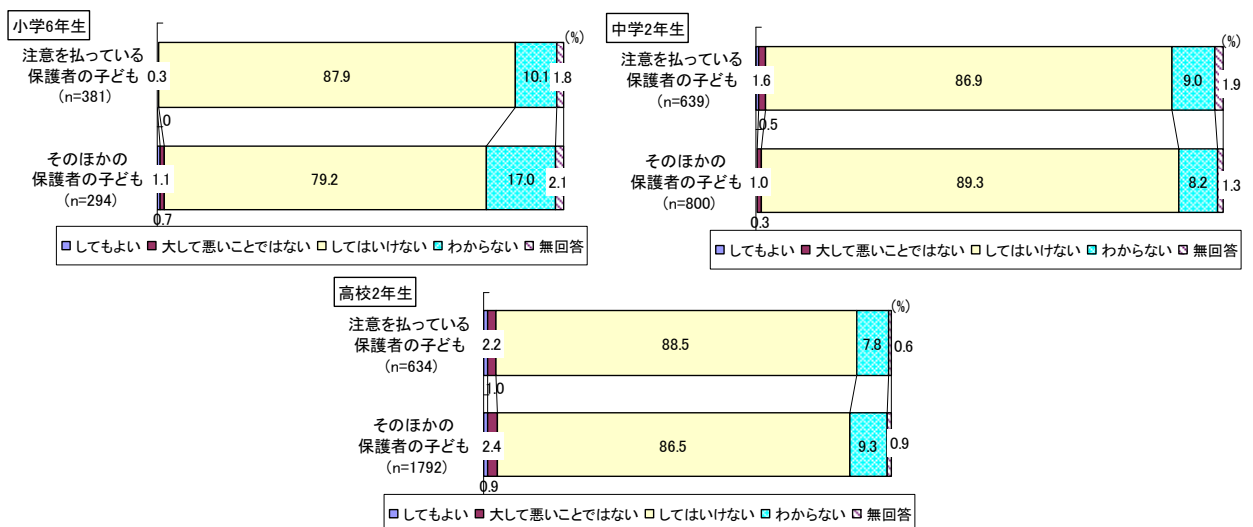 小学6年生
(%)
注意を払っている
保護者の子ども
(n=381)
0.3
87.9
10.1
1.8
0
そのほかの
保護者の子ども
(n=294)
1.1
79.2
17.0
2.1
0.7
してもよい 大して悪いことではない してはいけない わからない 無回答
中学2年生
(%)
注意を払っている
保護者の子ども
(n=639)
1.6
86.9
9.0
1.9
0.5
そのほかの
保護者の子ども
(n=800)
1.0
89.3
8.2
1.3
0.3
してもよい 大して悪いことではない してはいけない わからない 無回答
高校2年生
(%)
注意を払っている
保護者の子ども
(n=634)
2.2
88.5
7.8
0.6
1.0
そのほかの
保護者の子ども
(n=1792)
2.4
86.5
9.3
0.9
0.9
してもよい 大して悪いことではない してはいけない わからない 無回答